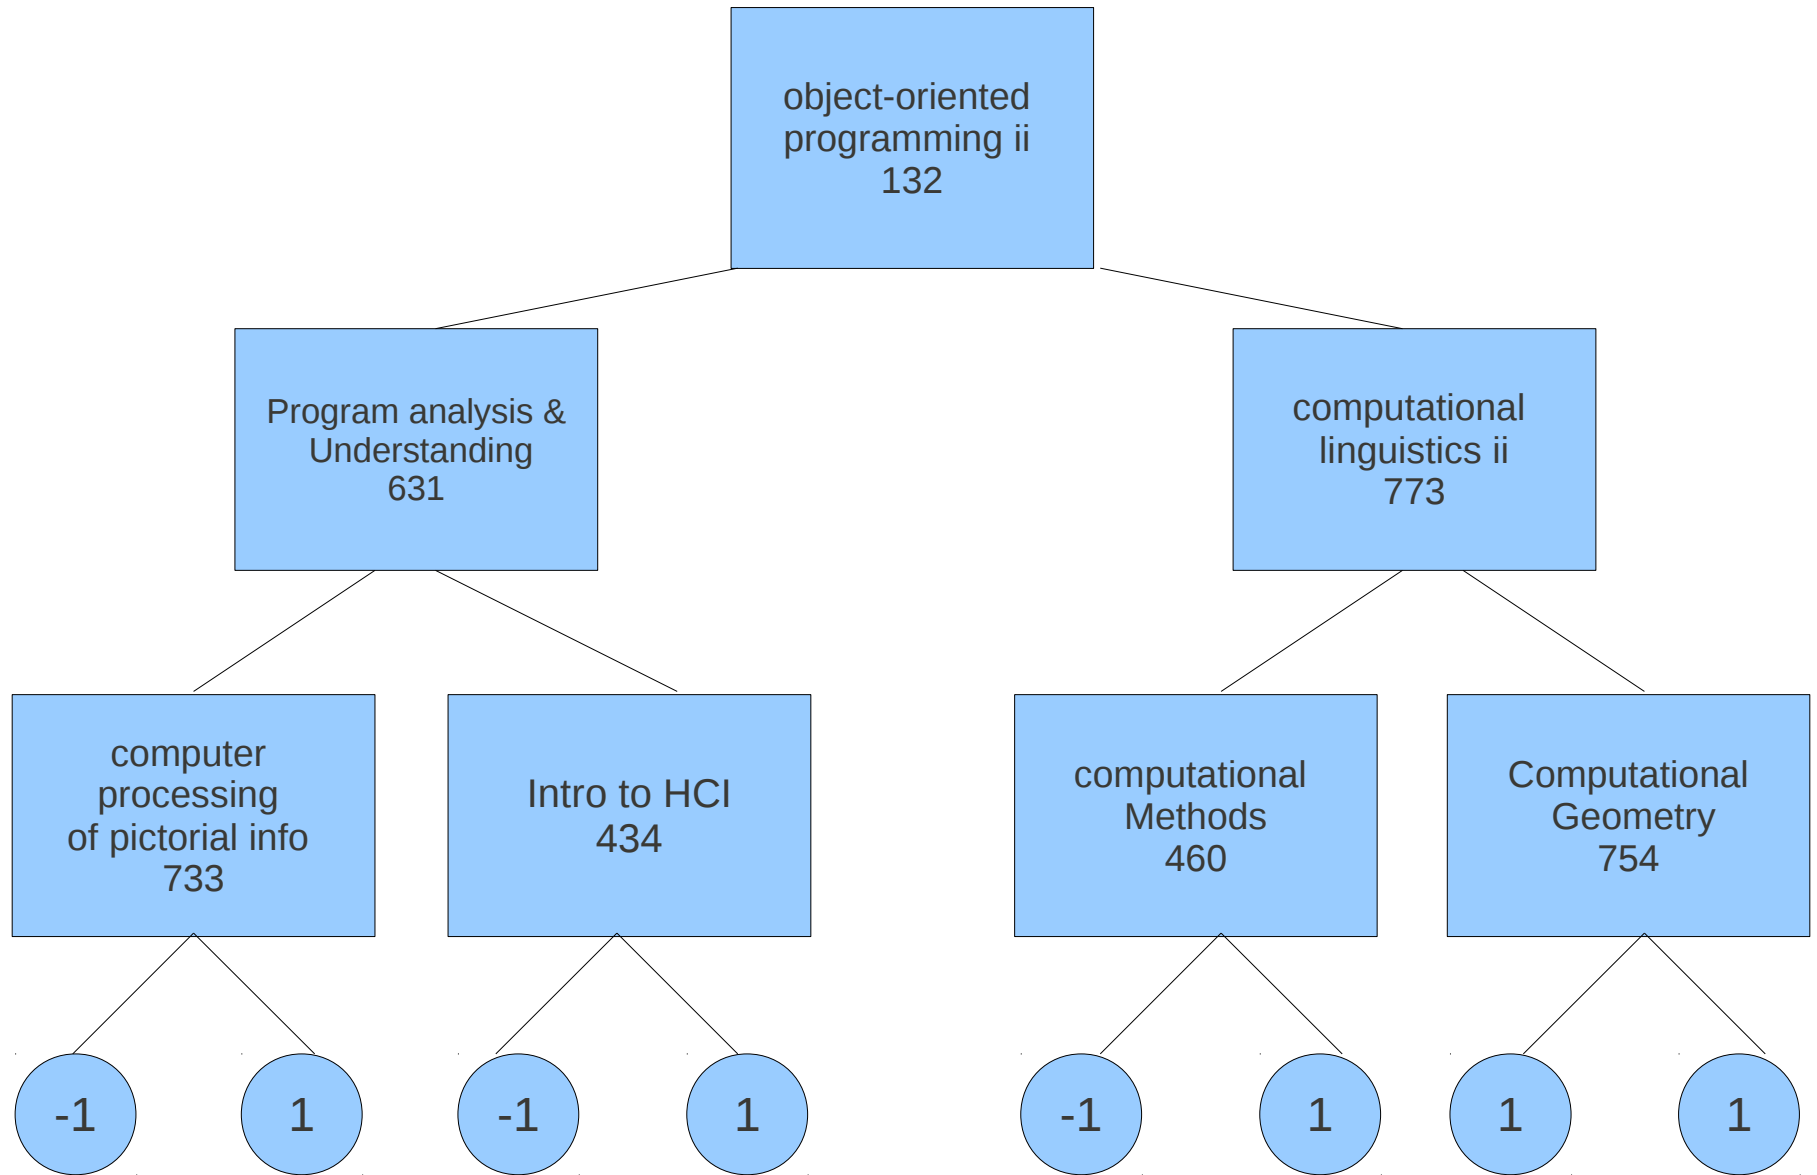 object-oriented
programming ii
132
Program analysis &
Understanding
631
computational
linguistics ii
773
computer
processing
of pictorial info
733
Intro to HCI
434
computational
Methods
460
Computational
Geometry
754
-1
1
-1
1
-1
1
1
1